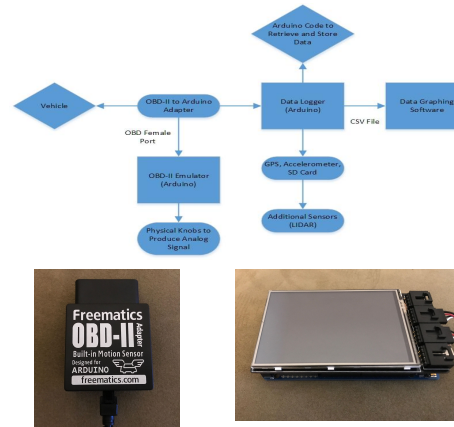 Arduino Code to
Retrieve and Store
Data
Vehicle
OBD-II to Arduino
Adapter
Data Logger
(Arduino)
CSV File
Data Graphing
Software
OBD Female
Port
OBD-II Emulator
(Arduino)
GPS, Accelerometer,
SD Card
Physical Knobs to
Produce Analog
Signal
Additional Sensors
(LIDAR)
Freematics
OBD-II
Adapter
Built-in Motion Sensor
Designed for
ARDUINO
freematics.com